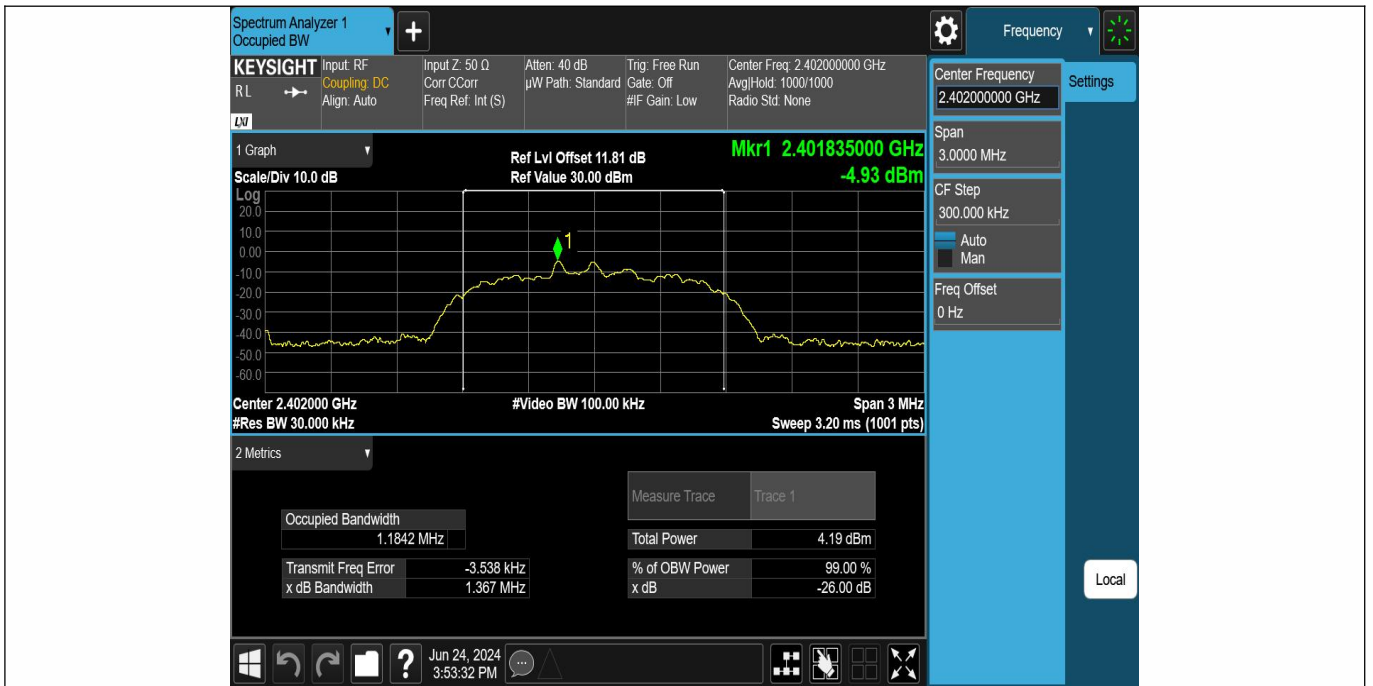 Spectrum Analyzer 1
Occupied BW
Frequency
KEYSIGHT
RL
LXI
Input: RF
Coupling: DC
Align: Auto
Input Z: 50 Ω
Corr CCorr
Freq Ref: Int (S)
Atten: 40 dB
µW Path: Standard
Trig: Free Run
Gate: Off
#IF Gain: Low
Center Freq: 2.402000000 GHz
Avg|Hold: 1000/1000
Radio Std: None
Center Frequency
2.402000000 GHz
Settings
Span
3.0000 MHz
CF Step
300.000 kHz
Auto
Man
Freq Offset
0 Hz
Local
1 Graph
Scale/Div 10.0 dB
Ref Lvl Offset 11.81 dB
Ref Value 30.00 dBm
Mkr1 2.401835000 GHz
-4.93 dBm
Log
20.0
10.0
0.00
-10.0
-20.0
-30.0
-40.0
-50.0
-60.0
1
Center 2.402000 GHz
#Res BW 30.000 kHz
#Video BW 100.00 kHz
Span 3 MHz
Sweep 3.20 ms (1001 pts)
2 Metrics
Measure Trace Trace 1
Occupied Bandwidth
1.1842 MHz
Total Power 4.19 dBm
Transmit Freq Error -3.538 kHz
% of OBW Power 99.00 %
x dB Bandwidth 1.367 MHz
x dB -26.00 dB
?
Jun 24, 2024
3:53:32 PM